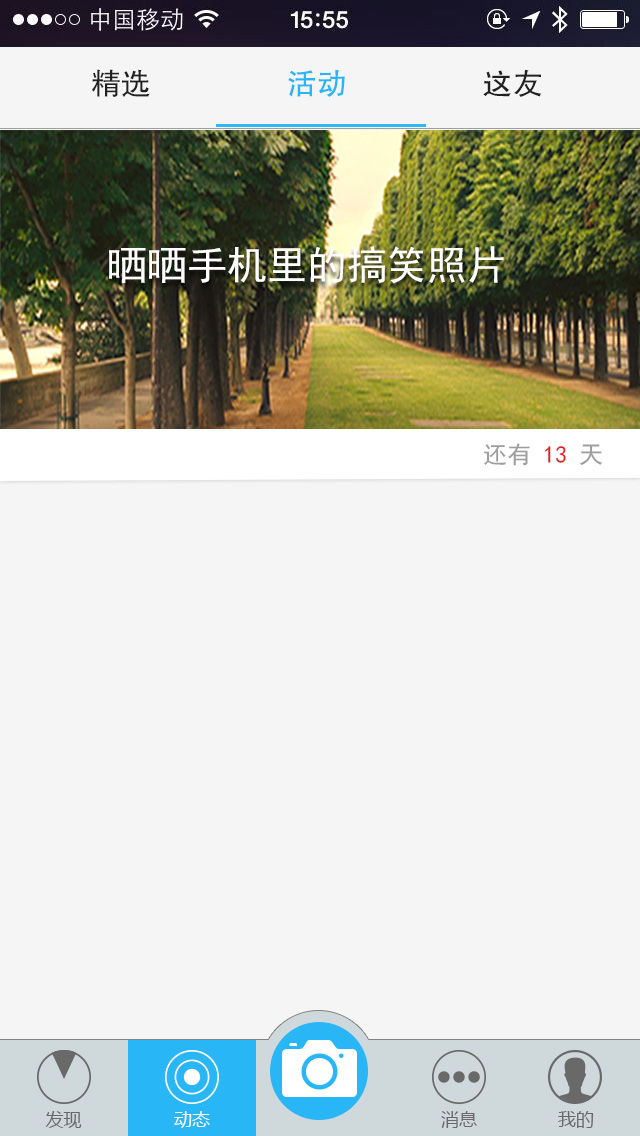 中国移动 15:55
精选 活动 这友
晒晒手机里的搞笑照片
还有 13 天
发现 动态 消息 我的